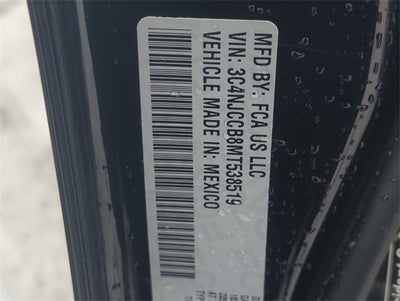 MFD BY: FCA US LLC
VIN: 3C4NJCCB8MT538519
VEHICLE MADE IN: MEXICO